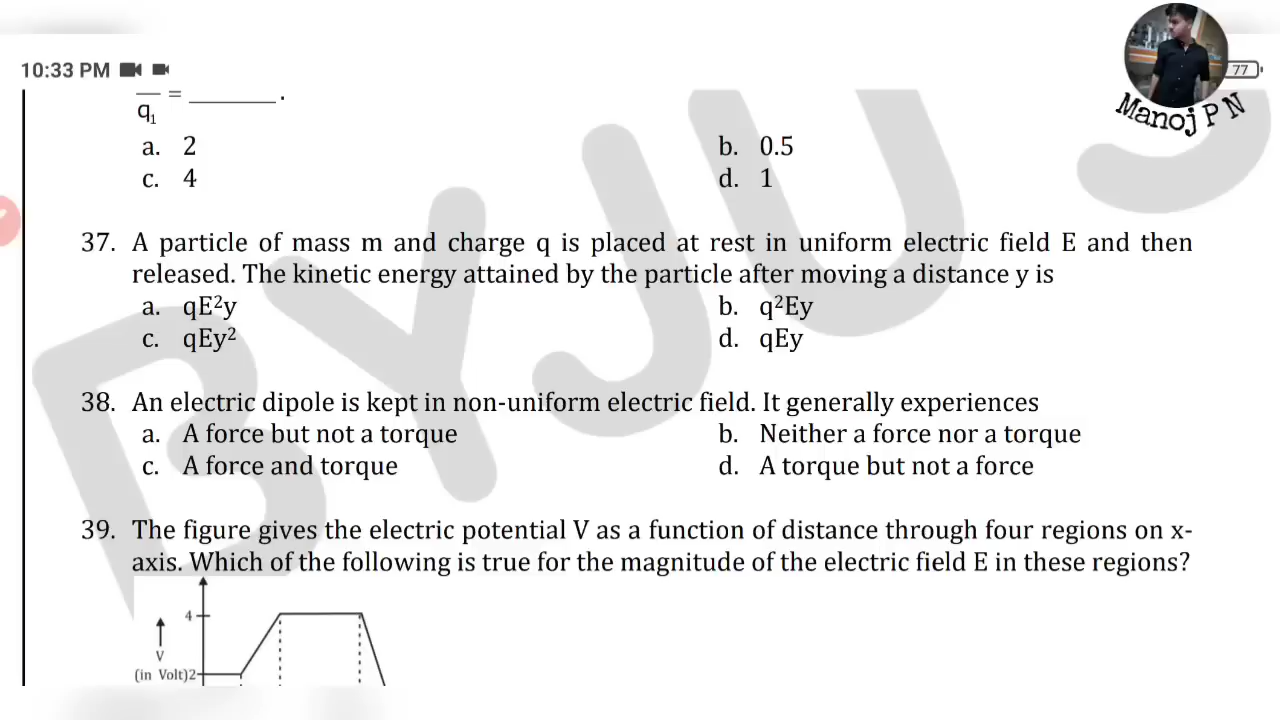 10:33 PM
77
Manoj P N
q₁ = ________ .
a. 2 b. 0.5
c. 4 d. 1
37. A particle of mass m and charge q is placed at rest in uniform electric field E and then
released. The kinetic energy attained by the particle after moving a distance y is
a. qE²y b. q²Ey
c. qEy² d. qEy
38. An electric dipole is kept in non-uniform electric field. It generally experiences
a. A force but not a torque b. Neither a force nor a torque
c. A force and torque d. A torque but not a force
39. The figure gives the electric potential V as a function of distance through four regions on x-
axis. Which of the following is true for the magnitude of the electric field E in these regions?
4
V
(in Volt)2
BYJU'S